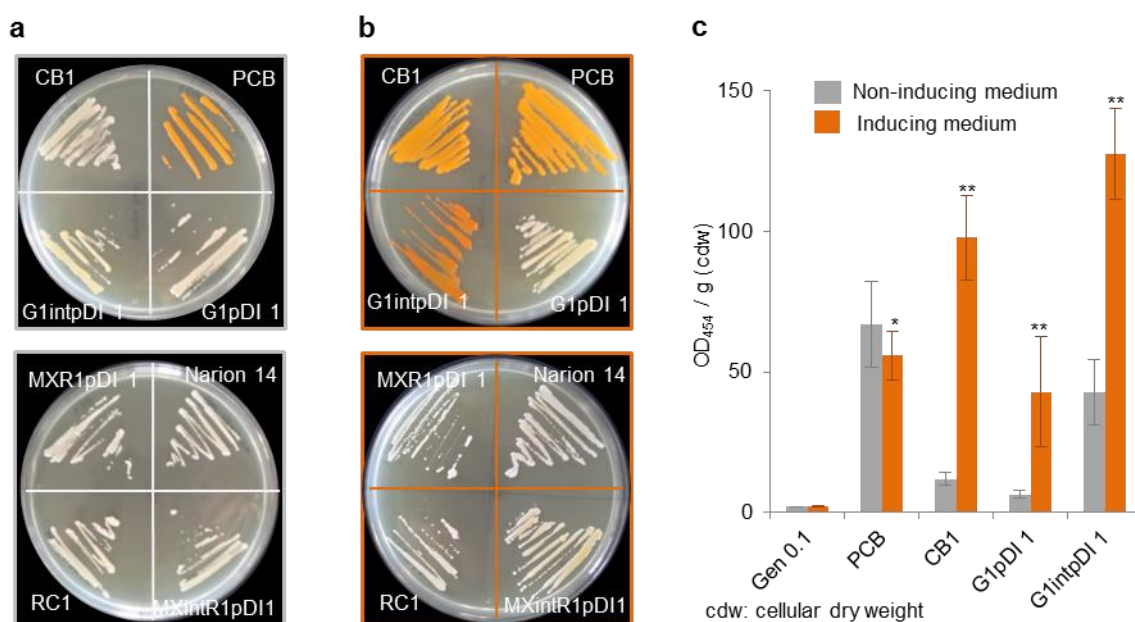 a
CB1
PCB
G1intpDI 1
G1pDI 1
MXR1pDI 1
Narion 14
RC1
MXintR1pDI1
b
CB1
PCB
G1intpDI 1
G1pDI 1
MXR1pDI 1
Narion 14
RC1
MXintR1pDI1
c
Non-inducing medium
Inducing medium
OD454 / g (cdw)
150
100
50
0
*
**
**
**
Gen 0.1
PCB
CB1
G1pDI 1
G1intpDI 1
cdw: cellular dry weight